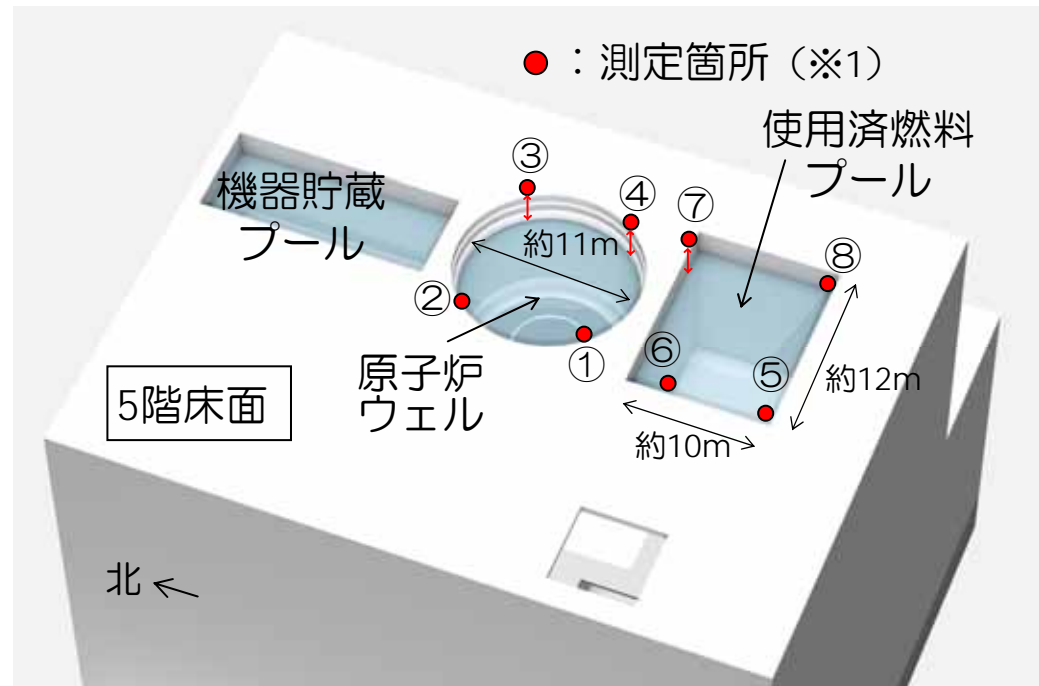 ●：測定箇所（※1）
使用済燃料
プール
③
④
⑦
機器貯蔵
プール
約11m
⑧
②
①
⑥
⑤
原子炉
ウェル
約12m
5階床面
約10m
北